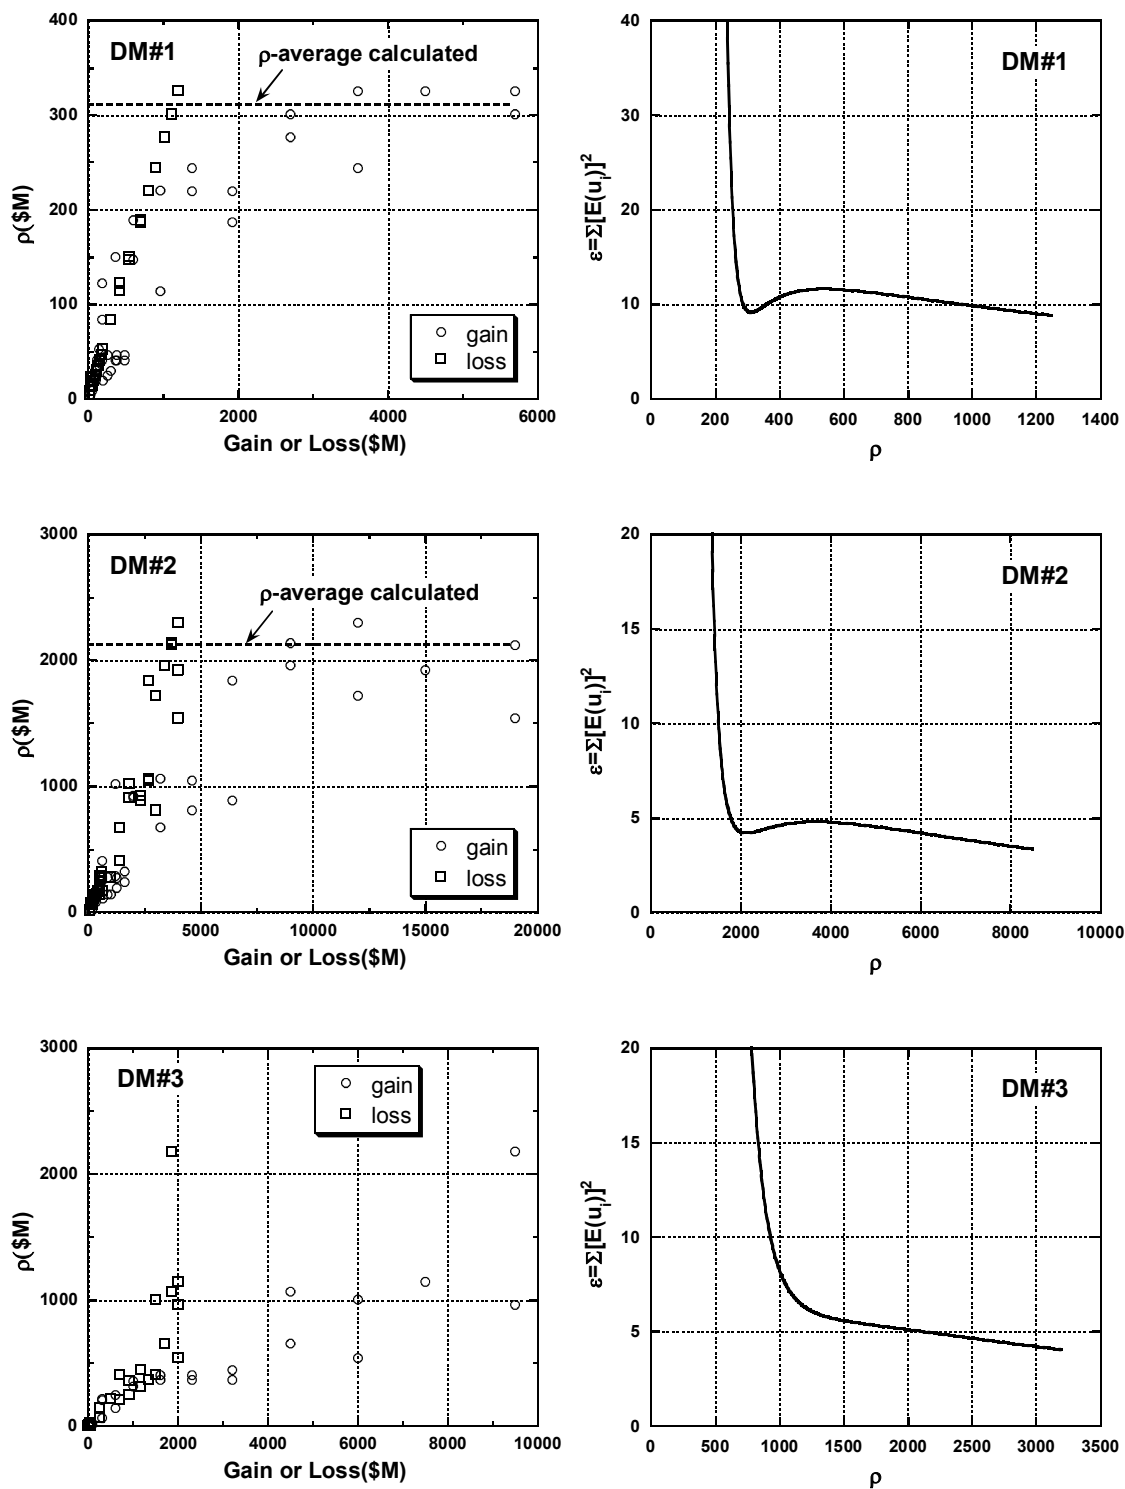 DM#1
ρ-average calculated
400
300
200
100
0
ρ($M)
gain
loss
0 2000 4000 6000
Gain or Loss($M)
DM#1
40
30
20
10
0
ε=Σ[E(u_i)]^2
0 200 400 600 800 1000 1200 1400
ρ
DM#2
ρ-average calculated
3000
2000
1000
0
ρ($M)
gain
loss
0 5000 10000 15000 20000
Gain or Loss($M)
DM#2
20
15
10
5
0
ε=Σ[E(u_i)]^2
0 2000 4000 6000 8000 10000
ρ
DM#3
gain
loss
3000
2000
1000
0
ρ($M)
0 2000 4000 6000 8000 10000
Gain or Loss($M)
DM#3
20
15
10
5
0
ε=Σ[E(u_i)]^2
0 500 1000 1500 2000 2500 3000 3500
ρ